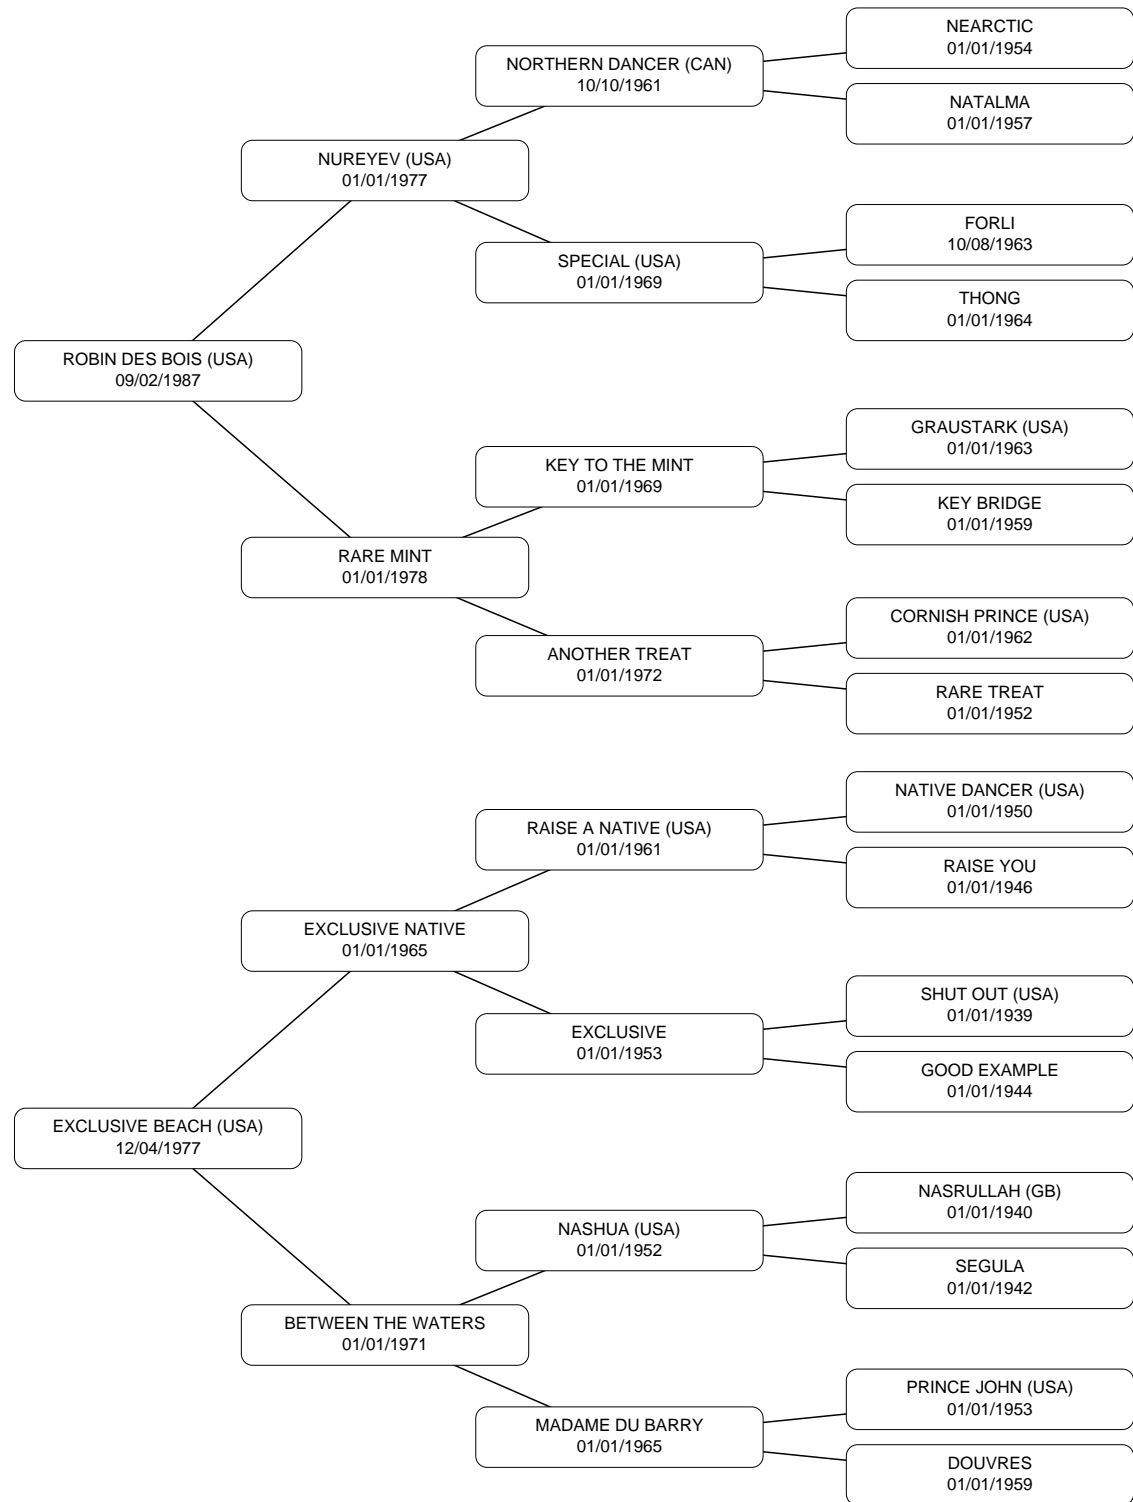 NEARCTIC
01/01/1954
NORTHERN DANCER (CAN)
10/10/1961
NATALMA
01/01/1957
NUREYEV (USA)
01/01/1977
FORLI
10/08/1963
SPECIAL (USA)
01/01/1969
THONG
01/01/1964
ROBIN DES BOIS (USA)
09/02/1987
GRAUSTARK (USA)
01/01/1963
KEY TO THE MINT
01/01/1969
KEY BRIDGE
01/01/1959
RARE MINT
01/01/1978
CORNISH PRINCE (USA)
01/01/1962
ANOTHER TREAT
01/01/1972
RARE TREAT
01/01/1952
NATIVE DANCER (USA)
01/01/1950
RAISE A NATIVE (USA)
01/01/1961
RAISE YOU
01/01/1946
EXCLUSIVE NATIVE
01/01/1965
SHUT OUT (USA)
01/01/1939
EXCLUSIVE
01/01/1953
GOOD EXAMPLE
01/01/1944
EXCLUSIVE BEACH (USA)
12/04/1977
NASRULLAH (GB)
01/01/1940
NASHUA (USA)
01/01/1952
SEGULA
01/01/1942
BETWEEN THE WATERS
01/01/1971
PRINCE JOHN (USA)
01/01/1953
MADAME DU BARRY
01/01/1965
DOUVRES
01/01/1959